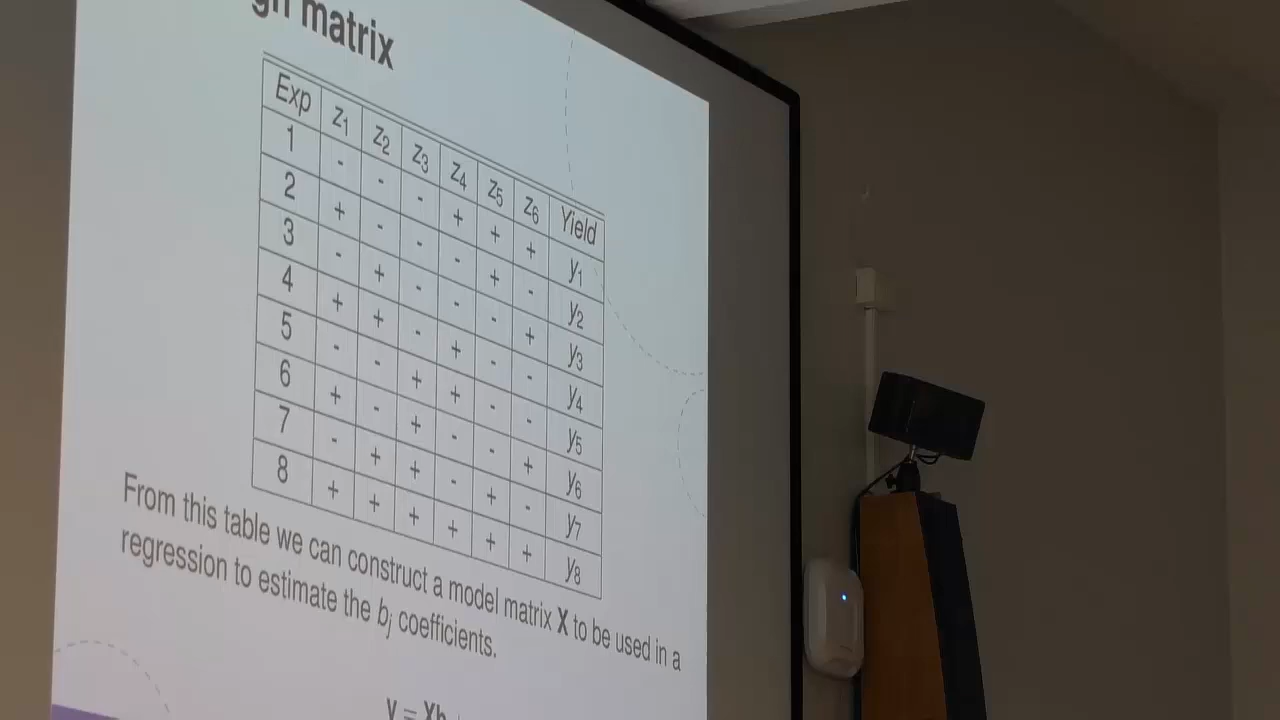 gn matrix
Exp z1 z2 z3 z4 z5 z6 Yield
1 - - - + + + y1
2 + - - - + - y2
3 - + - - - + y3
4 + + - + - - y4
5 - - + + - - y5
6 + - + - - + y6
7 - + + - + - y7
8 + + + + + + y8
From this table we can construct a model matrix X to be used in a
regression to estimate the bj coefficients.
y = Xb